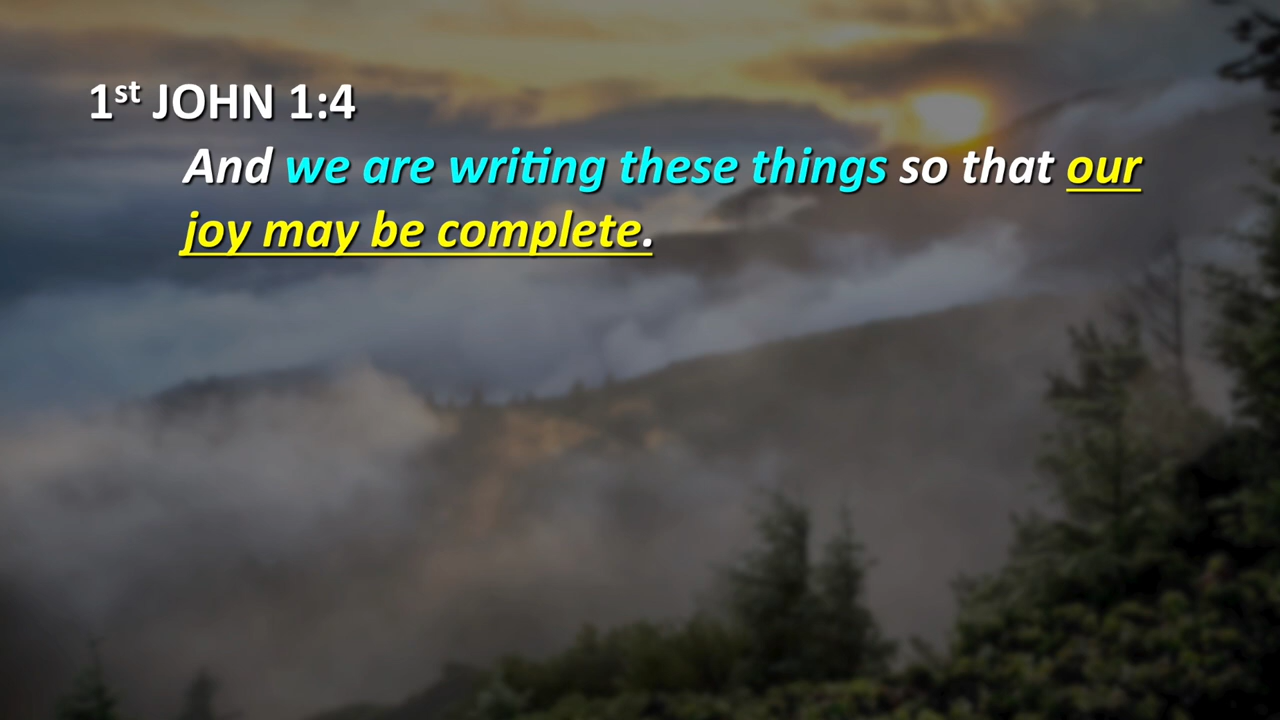 1st JOHN 1:4
And we are writing these things so that our
joy may be complete.